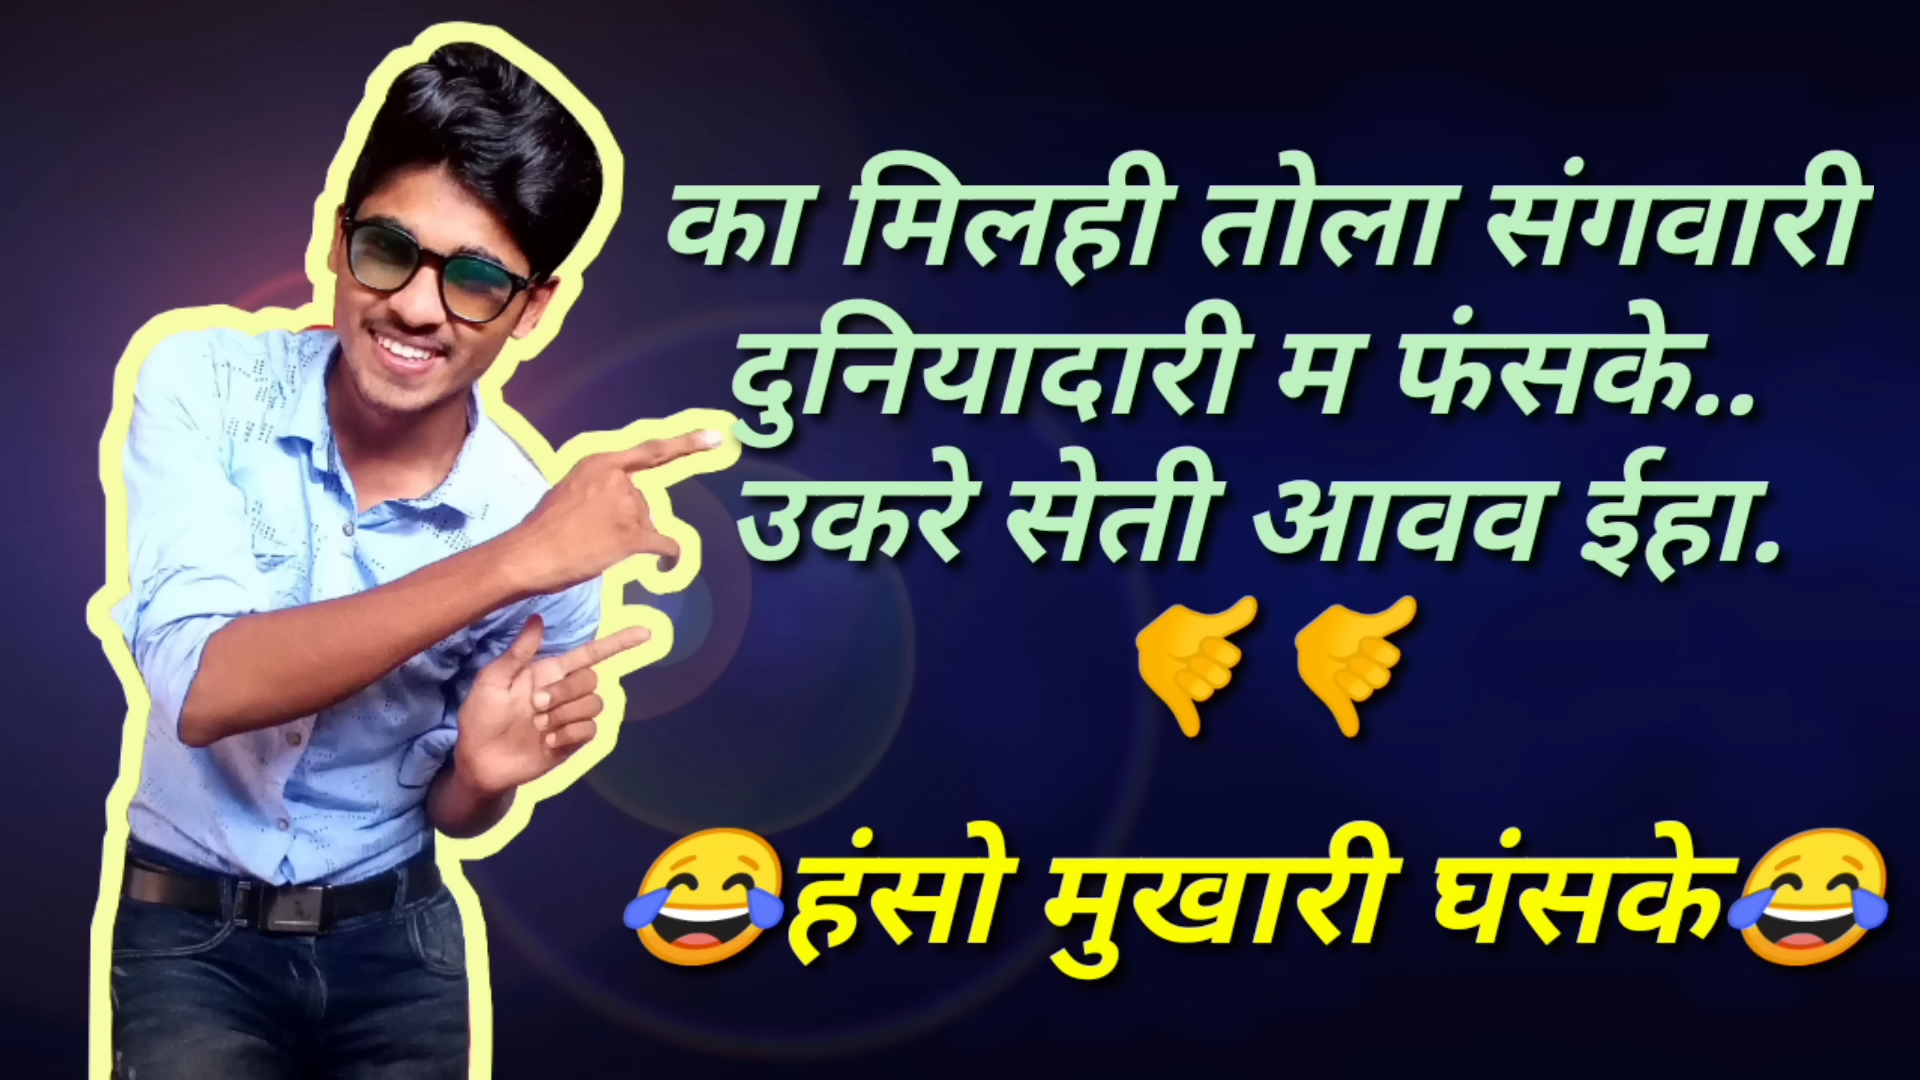 का मिलही तोला संगवारी
दुनियादारी म फंसके..
उकरे सेती आवव ईहा.
🤙 🤙
😂हंसो मुखारी घंसके😂